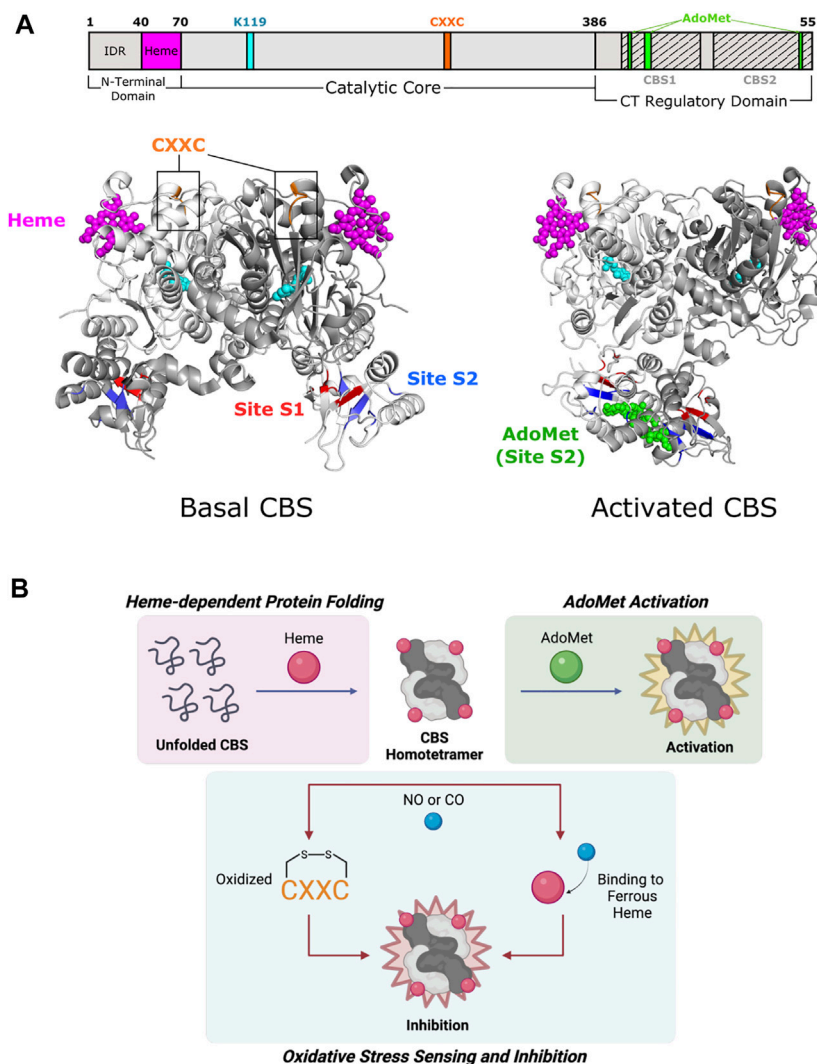 A
1 40 70 K119 CXXC 386 AdoMet 55
IDR Heme
CBS1 CBS2
N-Terminal
Domain
Catalytic Core
CT Regulatory Domain
CXXC
Heme
Site S1
Site S2
AdoMet
(Site S2)
Basal CBS
Activated CBS
B
Heme-dependent Protein Folding
AdoMet Activation
Heme
AdoMet
Unfolded CBS
CBS
Homotetramer
Activation
NO or CO
S S
Oxidized
CXXC
Binding to
Ferrous
Heme
Inhibition
Oxidative Stress Sensing and Inhibition